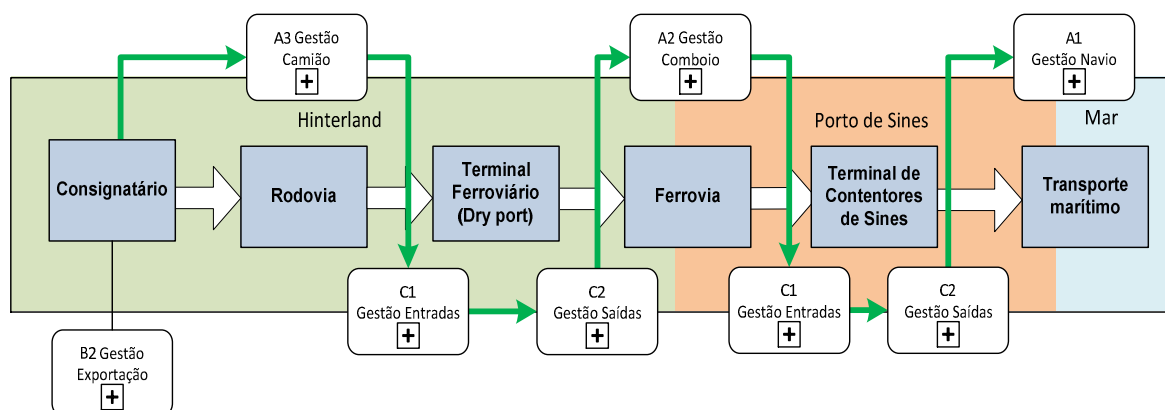 A3 Gestão
Camião
A2 Gestão
Comboio
A1
Gestão Navio
Hinterland
Porto de Sines
Mar
Consignatário
Rodovia
Terminal
Ferroviário
(Dry port)
Ferrovia
Terminal de
Contentores
de Sines
Transporte
marítimo
C1
Gestão Entradas
C2
Gestão Saídas
C1
Gestão Entradas
C2
Gestão Saídas
B2 Gestão
Exportação